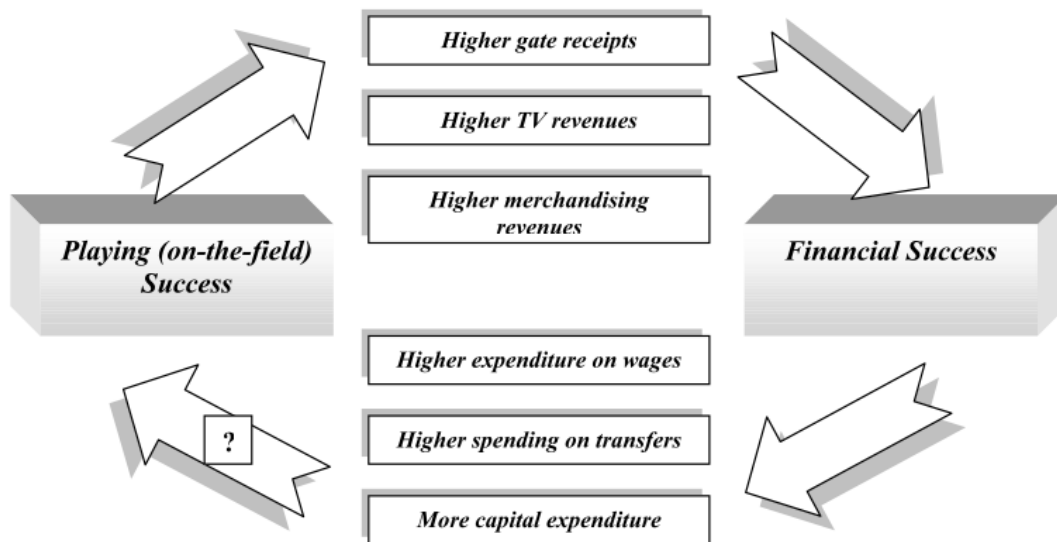 Higher gate receipts
Higher TV revenues
Higher merchandising
revenues
Playing (on-the-field)
Success
Financial Success
Higher expenditure on wages
Higher spending on transfers
?
More capital expenditure